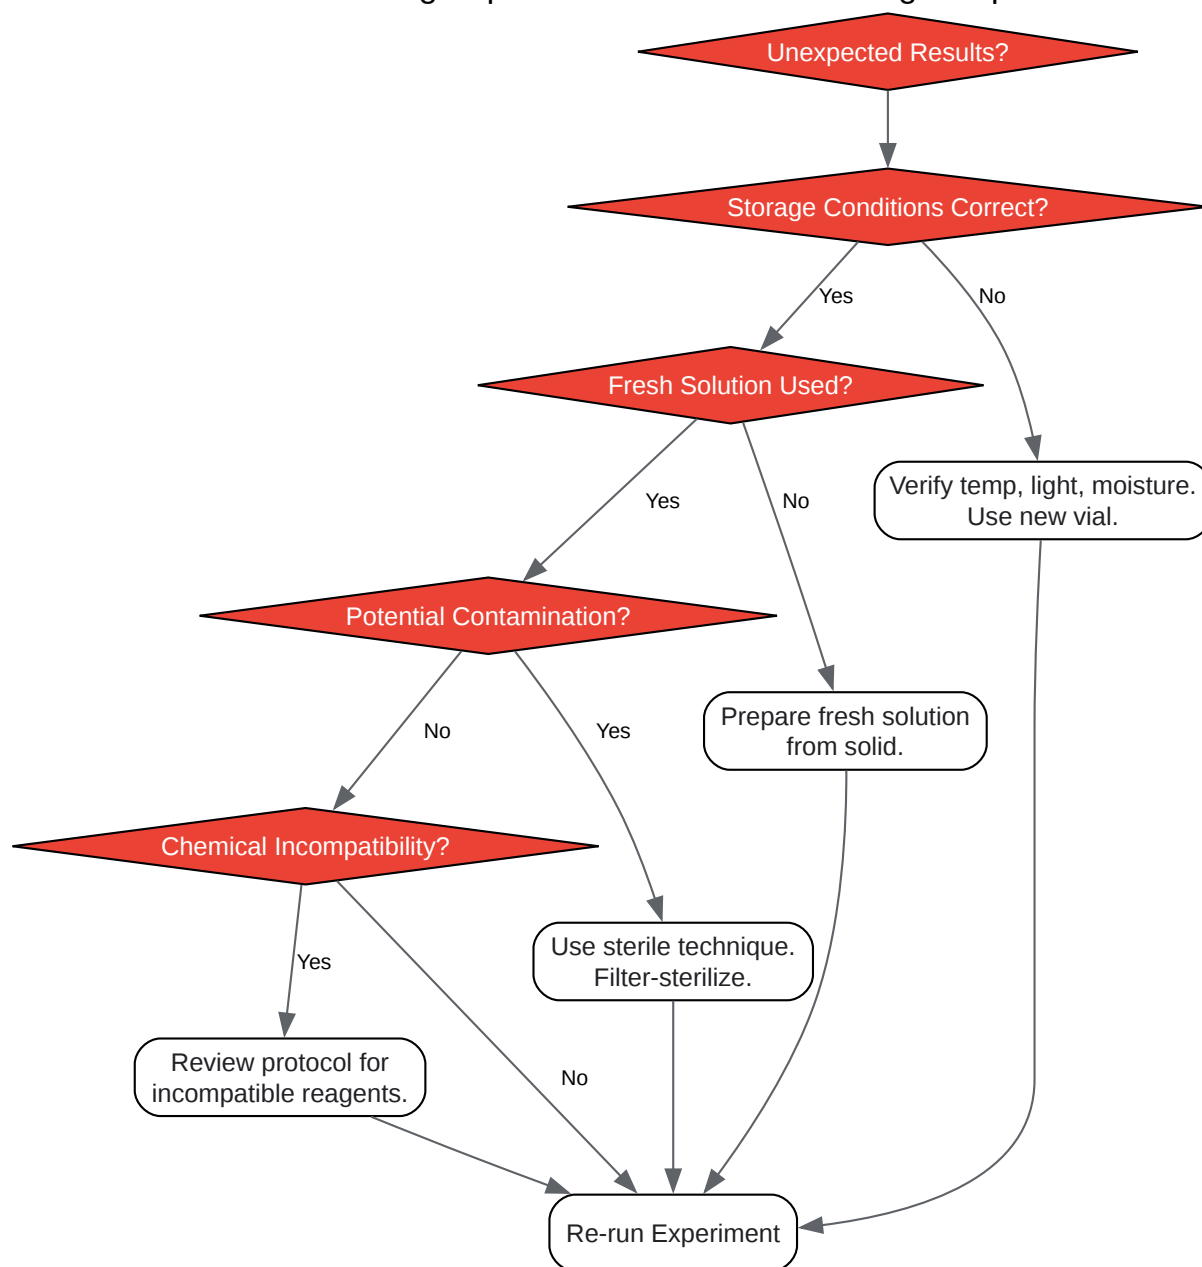 Unexpected Results?
Storage Conditions Correct?
Yes
No
Fresh Solution Used?
Verify temp, light, moisture.
Use new vial.
Yes
No
Potential Contamination?
Prepare fresh solution
from solid.
No
Yes
Chemical Incompatibility?
Use sterile technique.
Filter-sterilize.
Yes
Review protocol for
incompatible reagents.
No
Re-run Experiment